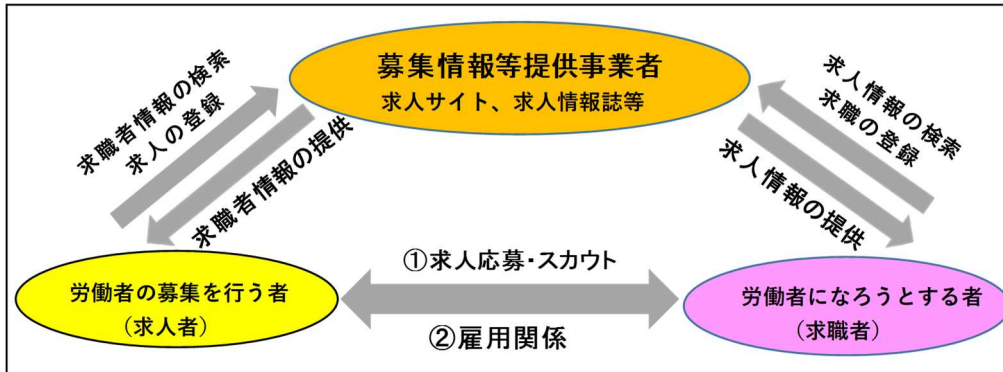 募集情報等提供事業者
求人サイト、求人情報誌等
求職者情報の検索
求人の登録
求職者情報の提供
求人情報の検索
求職の登録
求人情報の提供
①求人応募・スカウト
②雇用関係
労働者の募集を行う者
（求人者）
労働者になろうとする者
（求職者）